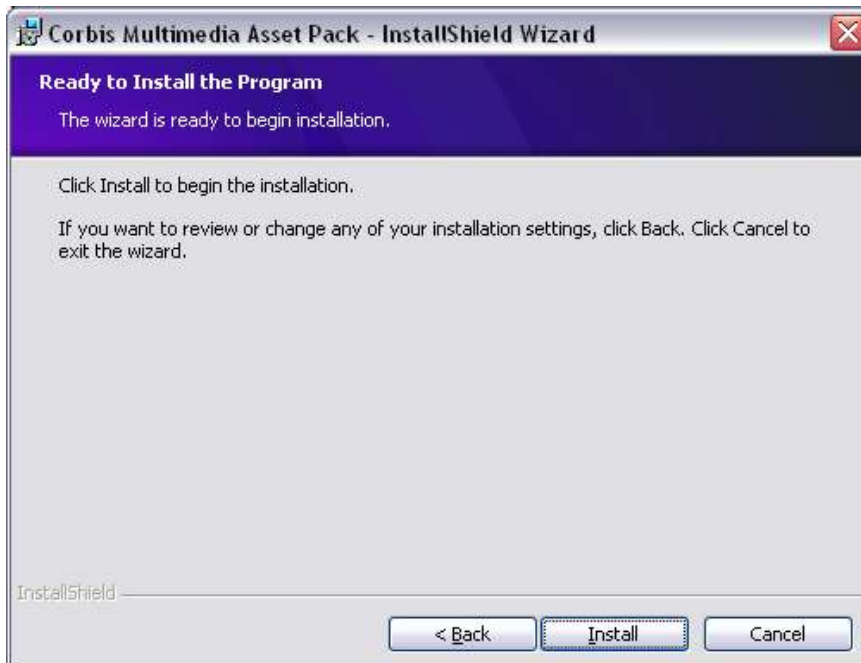 Corbis Multimedia Asset Pack - InstallShield Wizard
Ready to Install the Program
The wizard is ready to begin installation.
Click Install to begin the installation.
If you want to review or change any of your installation settings, click Back. Click Cancel to
exit the wizard.
InstallShield
< Back Install Cancel